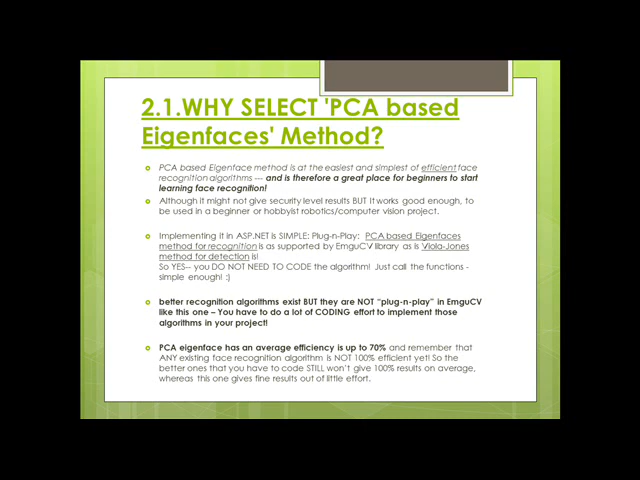 2.1.WHY SELECT 'PCA based
Eigenfaces' Method?
PCA based Eigenface method is at the easiest and simplest of efficient face
recognition algorithms --- and is therefore a great place for beginners to start
learning face recognition!
Although it might not give security level results BUT it works good enough, to
be used in a beginner or hobbyist robotics/computer vision project.
Implementing it in ASP.NET is SIMPLE: Plug-n-Play: PCA based Eigenfaces
method for recognition is as supported by EmguCV library as is Viola-Jones
method for detection is!
So YES-- you DO NOT NEED TO CODE the algorithm! Just call the functions -
simple enough! :)
better recognition algorithms exist BUT they are NOT "plug-n-play" in EmguCV
like this one – You have to do a lot of CODING effort to implement those
algorithms in your project!
PCA eigenface has an average efficiency is up to 70% and remember that
ANY existing face recognition algorithm is NOT 100% efficient yet! So the
better ones that you have to code STILL won't give 100% results on average,
whereas this one gives fine results out of little effort.